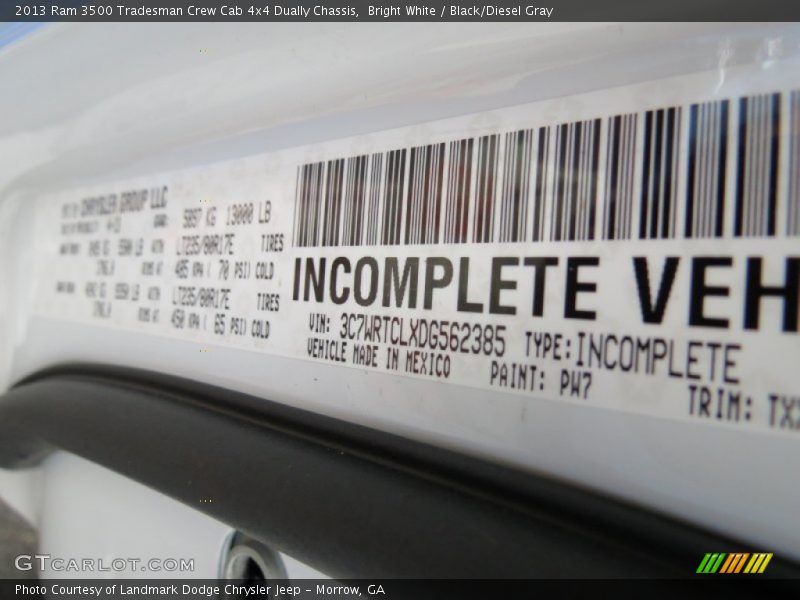 2013 Ram 3500 Tradesman Crew Cab 4x4 Dually Chassis,  Bright White / Black/Diesel Gray
CHRYSLER GROUP LLC
5897 KG 13000 LB
LT235/80R17E TIRES
485 KPA ( 70 PSI) COLD
LT235/80R17E TIRES
450 KPA ( 65 PSI) COLD
INCOMPLETE VEH
VIN: 3C7WRTCLXDG562385 TYPE: INCOMPLETE
VEHICLE MADE IN MEXICO PAINT: PW7 TRIM: TX
GTCARLOT.COM
Photo Courtesy of Landmark Dodge Chrysler Jeep - Morrow, GA